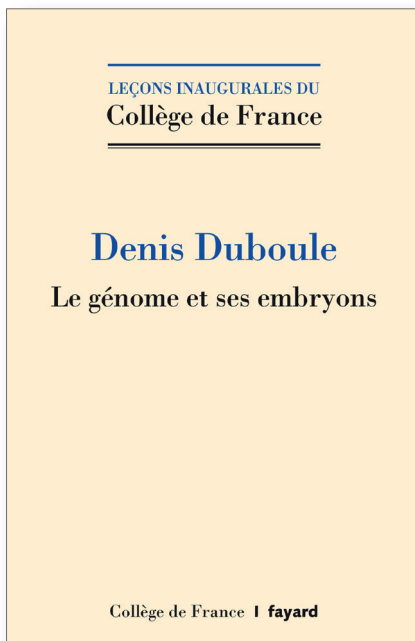 LEÇONS INAUGURALES DU
Collège de France
Denis Duboule
Le génome et ses embryons
Collège de France I fayard